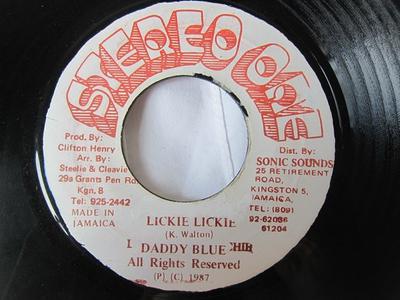 STEREO ONE
Prod. By:
Clifton Henry
Arr. By:
Steelie & Cleavie
29a Grants Pen Rd.
Kgn. 8
Tel: 925-2442
MADE IN
JAMAICA
Dist. By:
SONIC SOUNDS
25 RETIREMENT
ROAD,
KINGSTON 5,
JAMAICA,
TEL: (809)
92-62036
61204
LICKIE LICKIE
(K. Walton)
DADDY BLUE
All Rights Reserved
(P) (C) 1987